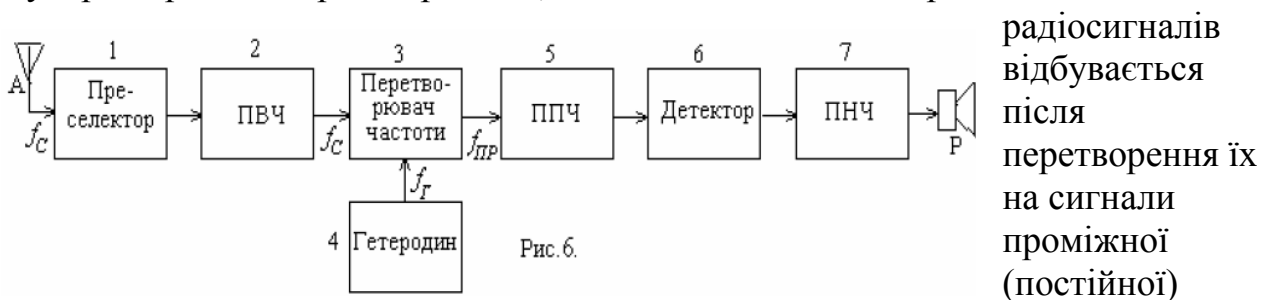 1 2 3 5 6 7
A
Пре-
селектор
ПВЧ
Перетво-
рювач
частоти
ППЧ
Детектор
ПНЧ
P
f_C f_C f_ПР
f_Г
4 Гетеродин
Рис.6.
радіосигналів
відбувається
після
перетворення їх
на сигнали
проміжної
(постійної)